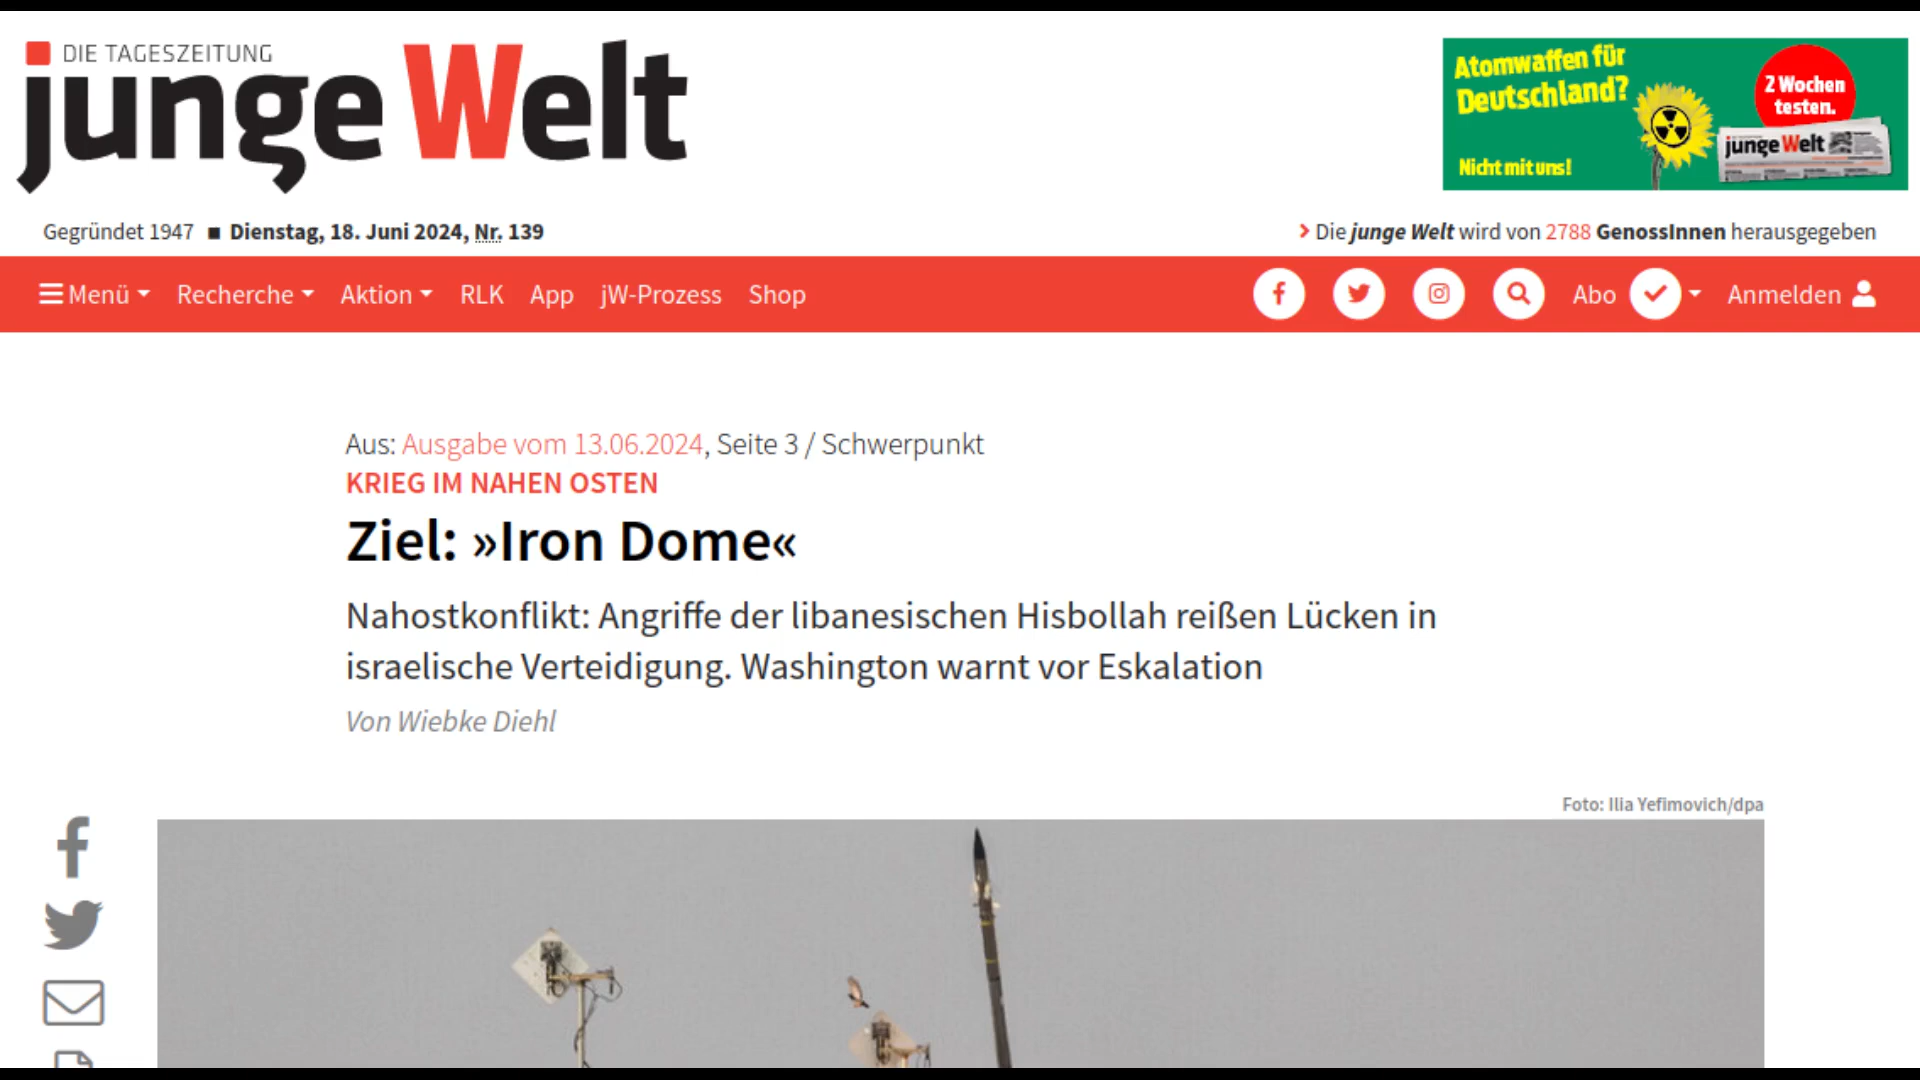 DIE TAGESZEITUNG
junge Welt
Atomwaffen für
Deutschland?
Nicht mit uns!
2 Wochen
testen.
junge Welt
Gegründet 1947 ■ Dienstag, 18. Juni 2024, Nr. 139
Die junge Welt wird von 2788 GenossInnen herausgegeben
Menü Recherche Aktion RLK App jW-Prozess Shop
Abo Anmelden
Aus: Ausgabe vom 13.06.2024, Seite 3 / Schwerpunkt
KRIEG IM NAHEN OSTEN
Ziel: »Iron Dome«
Nahostkonflikt: Angriffe der libanesischen Hisbollah reißen Lücken in
israelische Verteidigung. Washington warnt vor Eskalation
Von Wiebke Diehl
Foto: Ilia Yefimovich/dpa